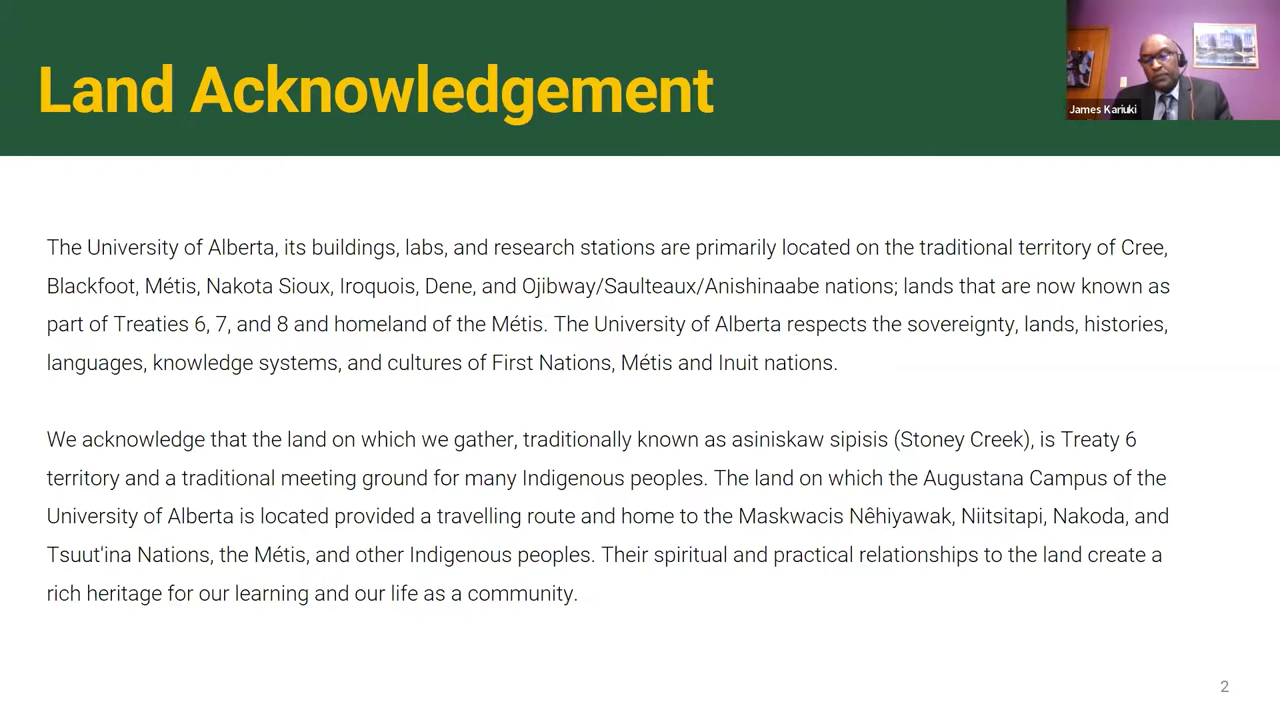 Land Acknowledgement
James Kariuki
The University of Alberta, its buildings, labs, and research stations are primarily located on the traditional territory of Cree,
Blackfoot, Métis, Nakota Sioux, Iroquois, Dene, and Ojibway/Saulteaux/Anishinaabe nations; lands that are now known as
part of Treaties 6, 7, and 8 and homeland of the Métis. The University of Alberta respects the sovereignty, lands, histories,
languages, knowledge systems, and cultures of First Nations, Métis and Inuit nations.
We acknowledge that the land on which we gather, traditionally known as asiniskaw sipisis (Stoney Creek), is Treaty 6
territory and a traditional meeting ground for many Indigenous peoples. The land on which the Augustana Campus of the
University of Alberta is located provided a travelling route and home to the Maskwacis Nêhiyawak, Niitsitapi, Nakoda, and
Tsuut'ina Nations, the Métis, and other Indigenous peoples. Their spiritual and practical relationships to the land create a
rich heritage for our learning and our life as a community.
2